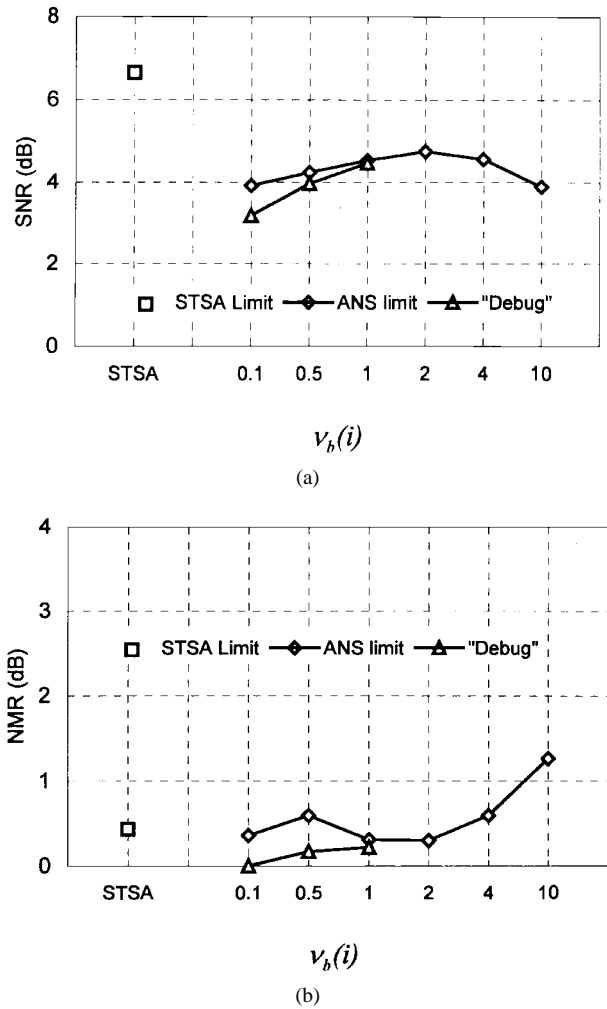 8
6
4
2
0
SNR (dB)
STSA Limit ANS limit "Debug"
STSA 0.1 0.5 1 2 4 10
ν_b(i)
(a)
4
3
2
1
0
NMR (dB)
STSA Limit ANS limit "Debug"
STSA 0.1 0.5 1 2 4 10
ν_b(i)
(b)